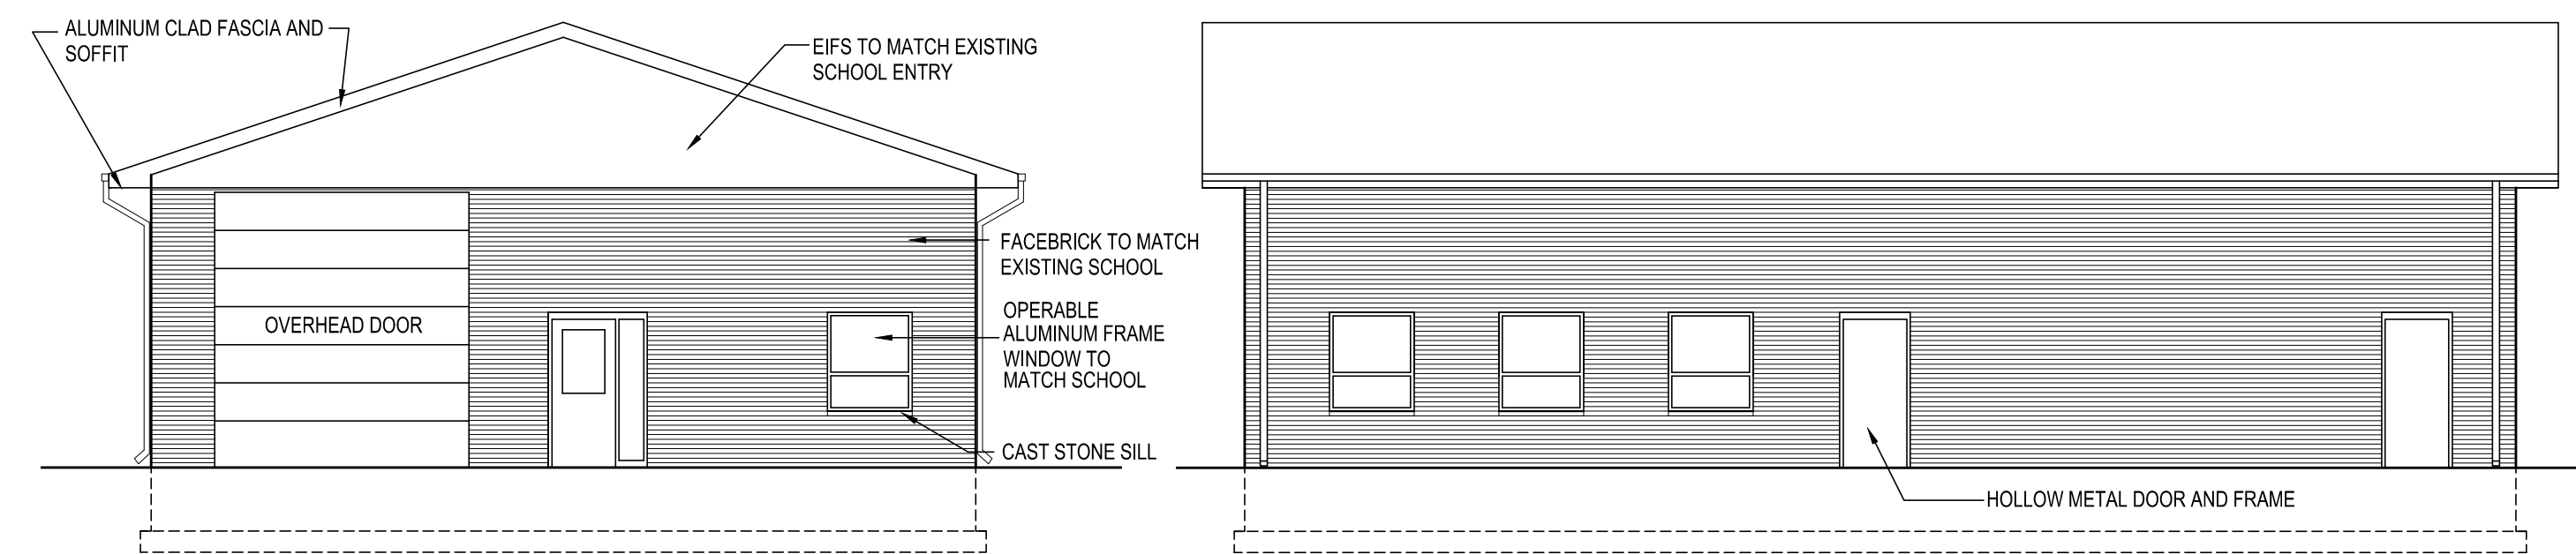 ALUMINUM CLAD FASCIA AND
SOFFIT
EIFS TO MATCH EXISTING
SCHOOL ENTRY
FACEBRICK TO MATCH
EXISTING SCHOOL
OPERABLE
ALUMINUM FRAME
WINDOW TO
MATCH SCHOOL
OVERHEAD DOOR
CAST STONE SILL
HOLLOW METAL DOOR AND FRAME